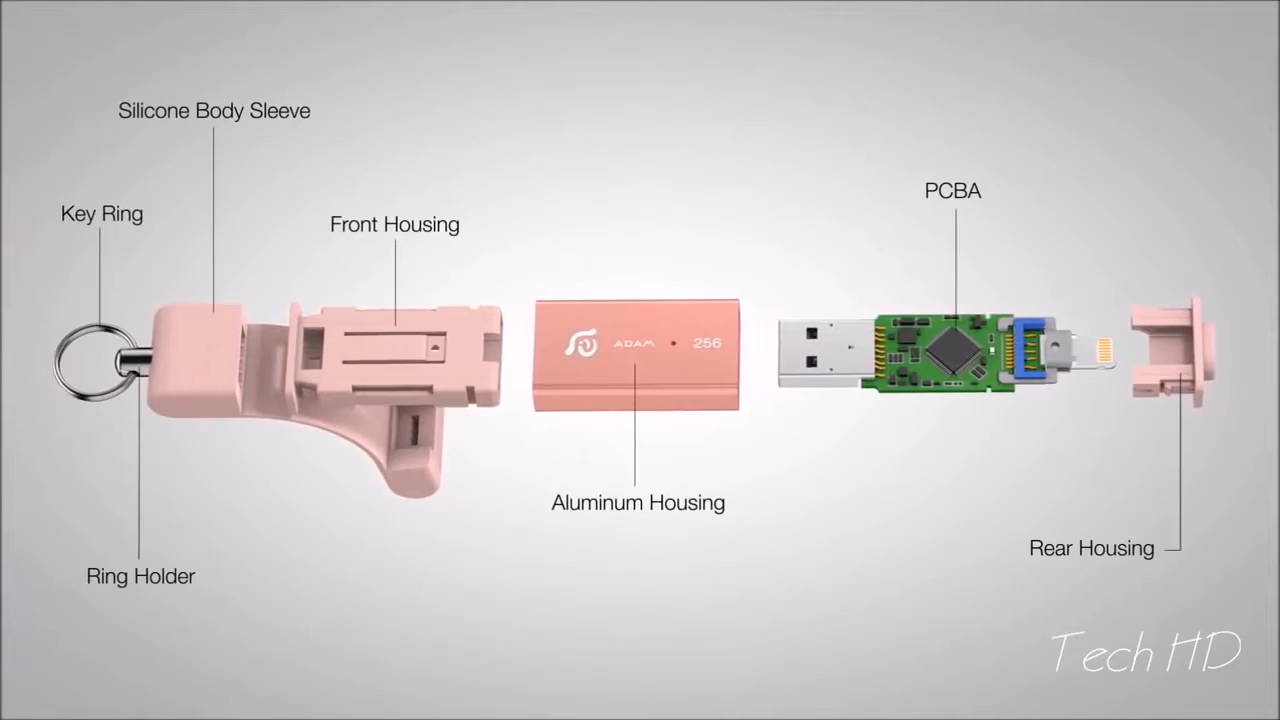 Silicone Body Sleeve
PCBA
Key Ring
Front Housing
ADAM 256
Aluminum Housing
Rear Housing
Ring Holder
Tech HD